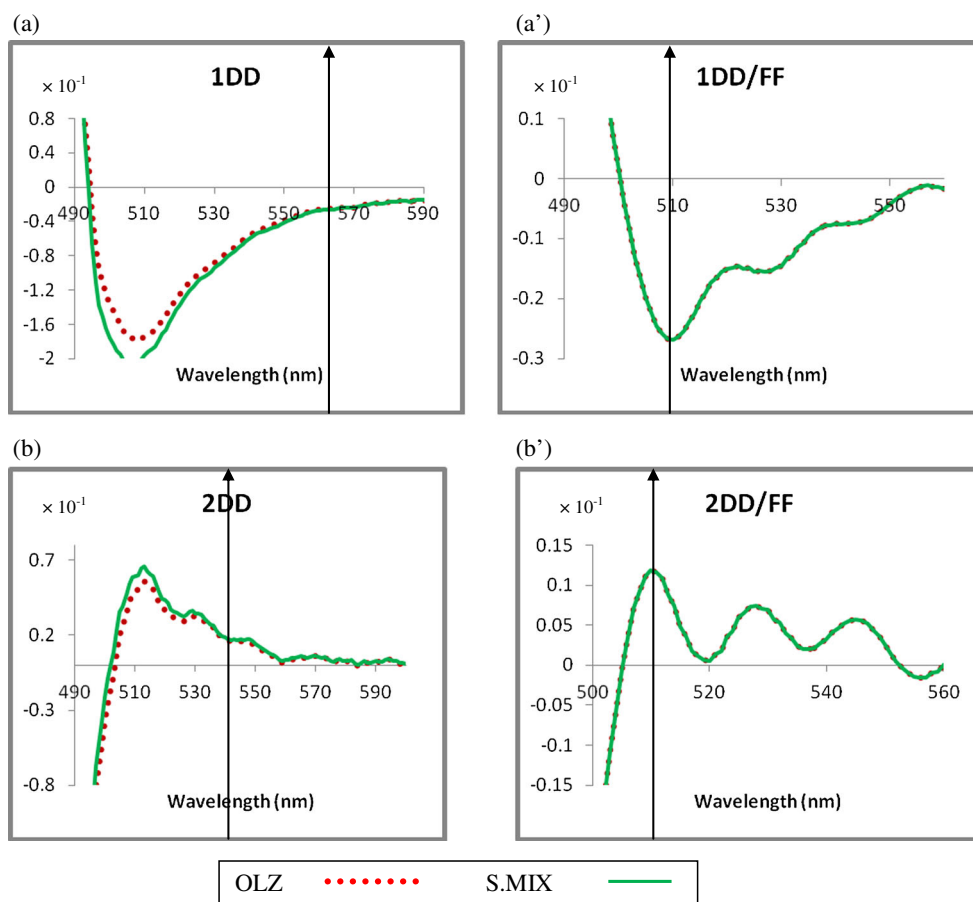 (a)
1DD
× 10⁻¹
0.8
0.4
0
-0.4
-0.8
-1.2
-1.6
-2
490 510 530 550 570 590
Wavelength (nm)
(a’)
1DD/FF
× 10⁻¹
0.1
0
-0.1
-0.2
-0.3
490 510 530 550
Wavelength (nm)
(b)
2DD
× 10⁻¹
0.7
0.2
-0.3
-0.8
490 510 530 550 570 590
Wavelength (nm)
(b’)
2DD/FF
× 10⁻¹
0.15
0.1
0.05
0
-0.05
-0.1
-0.15
500 520 540 560
Wavelength (nm)
OLZ S.MIX